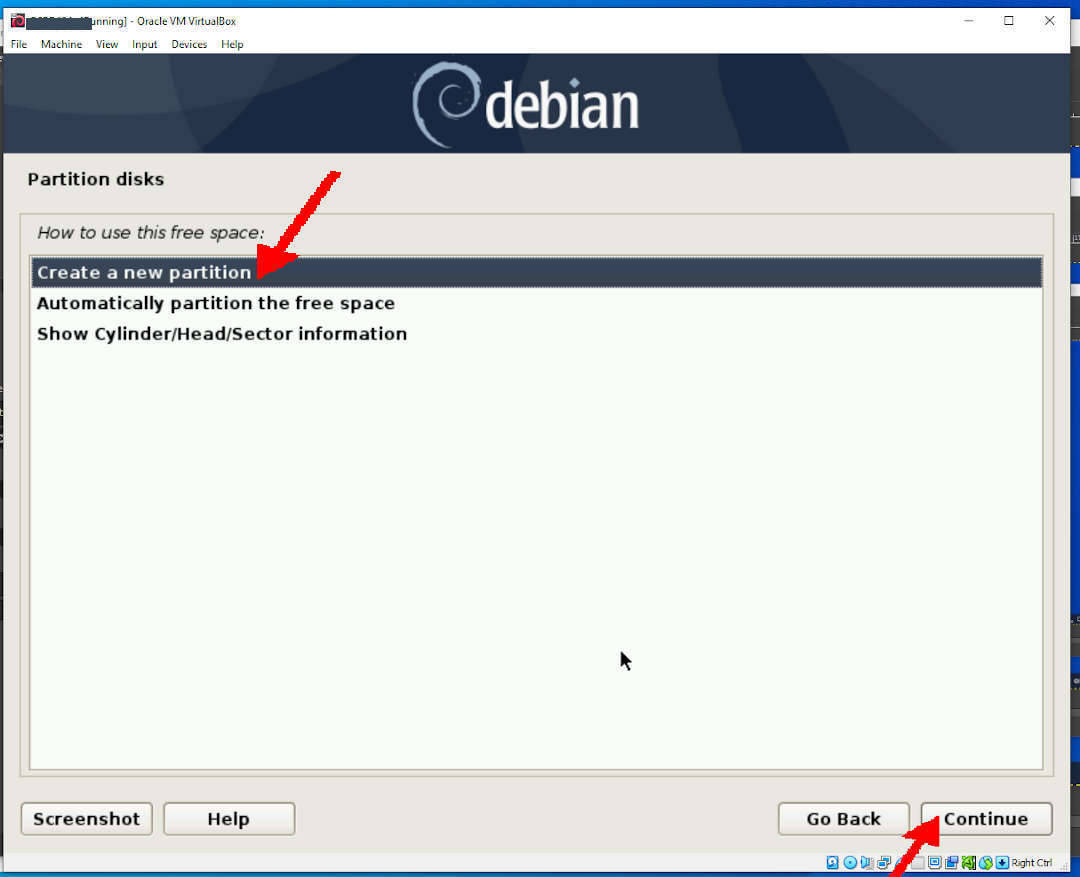 unning] - Oracle VM VirtualBox
File Machine View Input Devices Help
debian
Partition disks
How to use this free space:
Create a new partition
Automatically partition the free space
Show Cylinder/Head/Sector information
Screenshot Help Go Back Continue
Right Ctrl